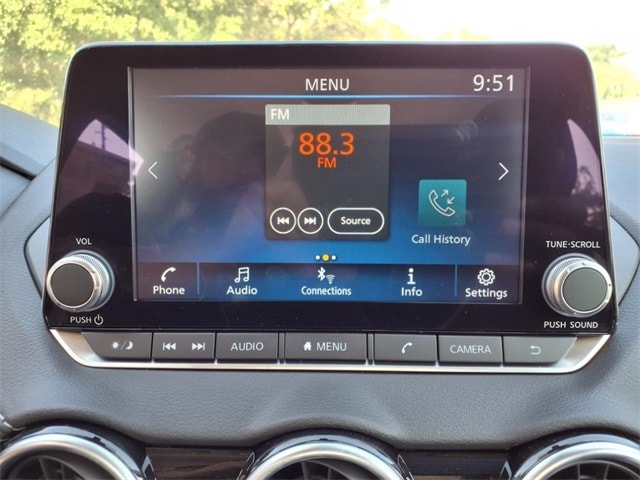 MENU
9:51
FM
88.3
FM
Source
Call History
Phone
Audio
Connections
Info
Settings
VOL
PUSH
TUNE·SCROLL
PUSH SOUND
AUDIO
MENU
CAMERA